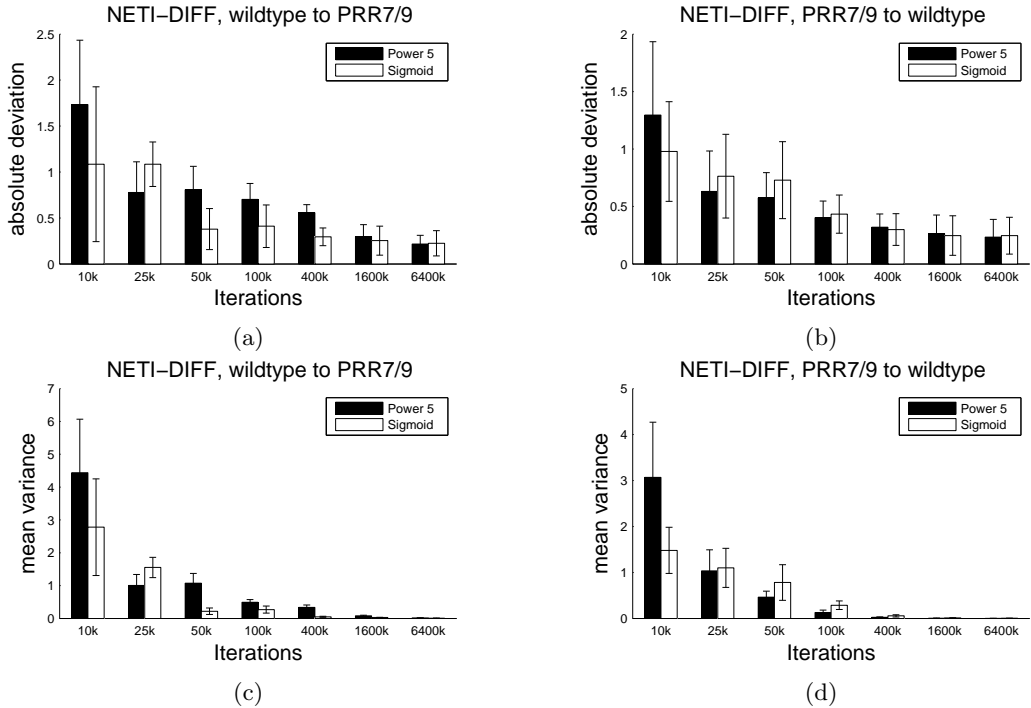 NETI-DIFF, wildtype to PRR7/9
absolute deviation
2.5
2
1.5
1
0.5
0
Power 5
Sigmoid
10k 25k 50k 100k 400k 1600k 6400k
Iterations
(a)
NETI-DIFF, PRR7/9 to wildtype
absolute deviation
2
1.5
1
0.5
0
Power 5
Sigmoid
10k 25k 50k 100k 400k 1600k 6400k
Iterations
(b)
NETI-DIFF, wildtype to PRR7/9
mean variance
7
6
5
4
3
2
1
0
Power 5
Sigmoid
10k 25k 50k 100k 400k 1600k 6400k
Iterations
(c)
NETI-DIFF, PRR7/9 to wildtype
mean variance
5
4
3
2
1
0
Power 5
Sigmoid
10k 25k 50k 100k 400k 1600k 6400k
Iterations
(d)